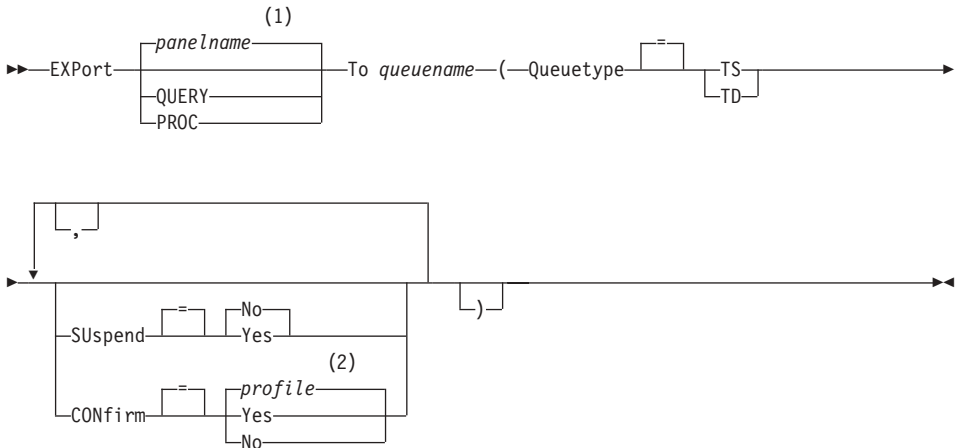 (1)
panelname
EXPort To queuename ( Queuetype = TS
QUERY TD
PROC
,
)
SUspend = No
Yes
(2)
CONfirm = profile
Yes
No